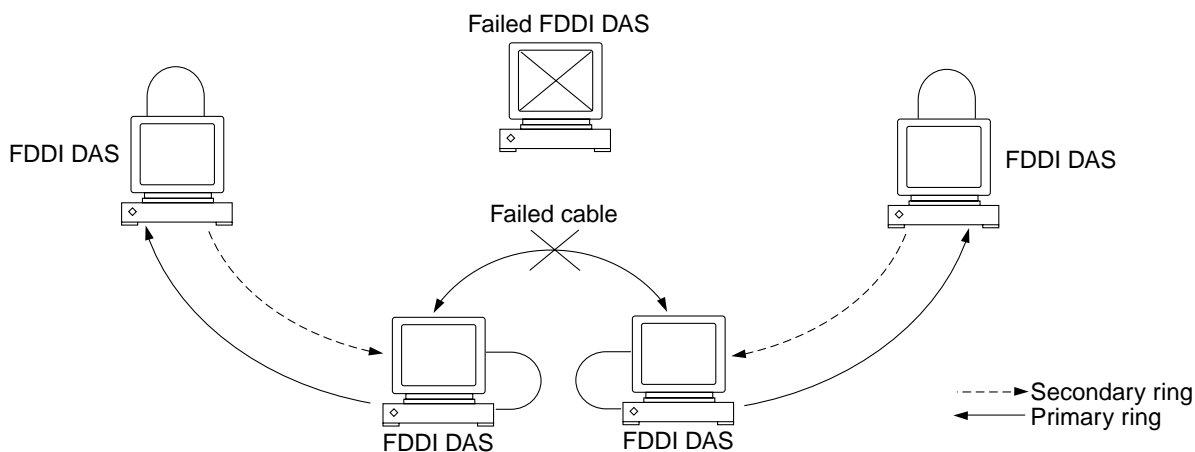 Failed FDDI DAS
FDDI DAS
FDDI DAS
Failed cable
FDDI DAS
FDDI DAS
Secondary ring
Primary ring